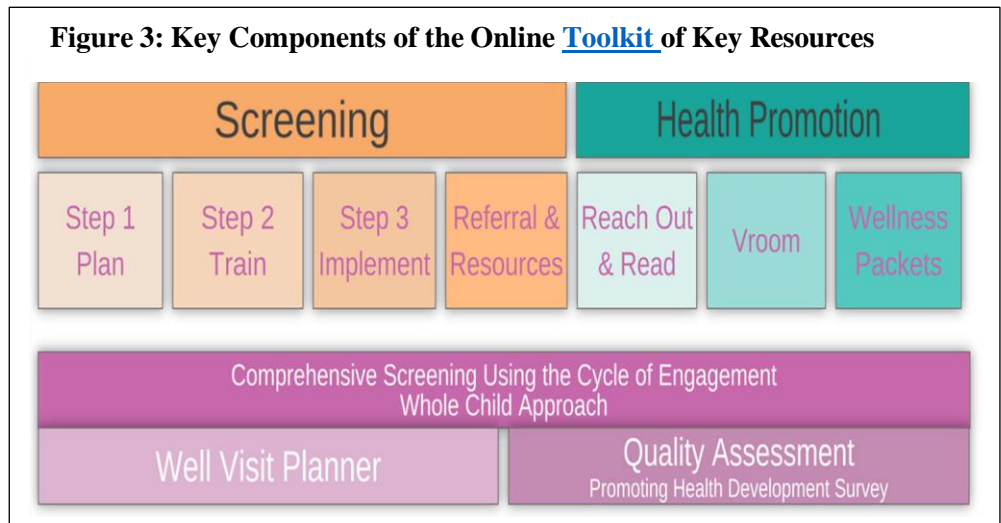 Figure 3: Key Components of the Online Toolkit of Key Resources
Screening
Health Promotion
Step 1
Plan
Step 2
Train
Step 3
Implement
Referral &
Resources
Reach Out
& Read
Vroom
Wellness
Packets
Comprehensive Screening Using the Cycle of Engagement
Whole Child Approach
Well Visit Planner
Quality Assessment
Promoting Health Development Survey